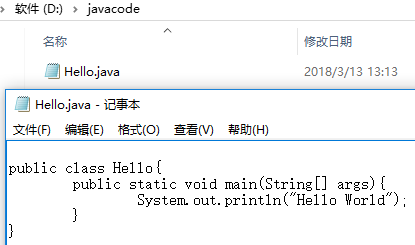 软件 (D:) > javacode
名称 修改日期
Hello.java 2018/3/13 13:13
Hello.java - 记事本
文件(F) 编辑(E) 格式(O) 查看(V) 帮助(H)
public class Hello{
public static void main(String[] args){
System.out.println("Hello World");
}
}